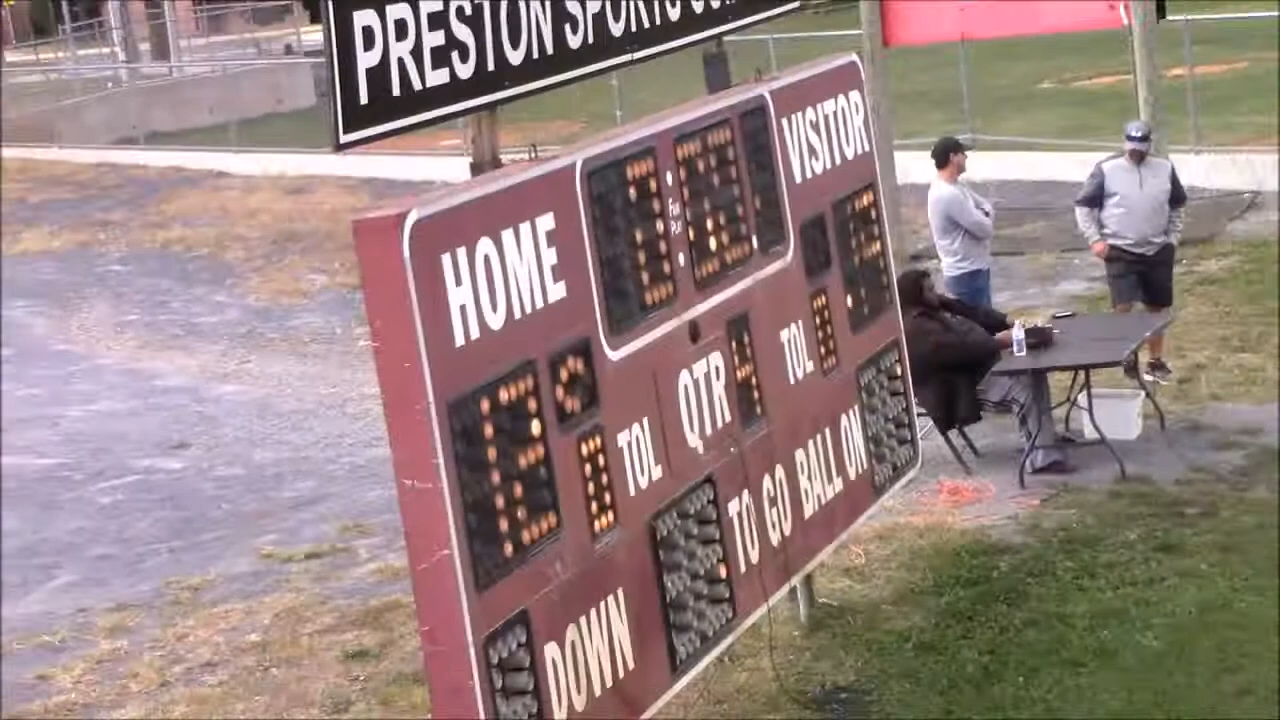 PRESTON SPORTS
VISITOR
HOME
TOL
QTR
TOL
TO GO
BALL ON
DOWN